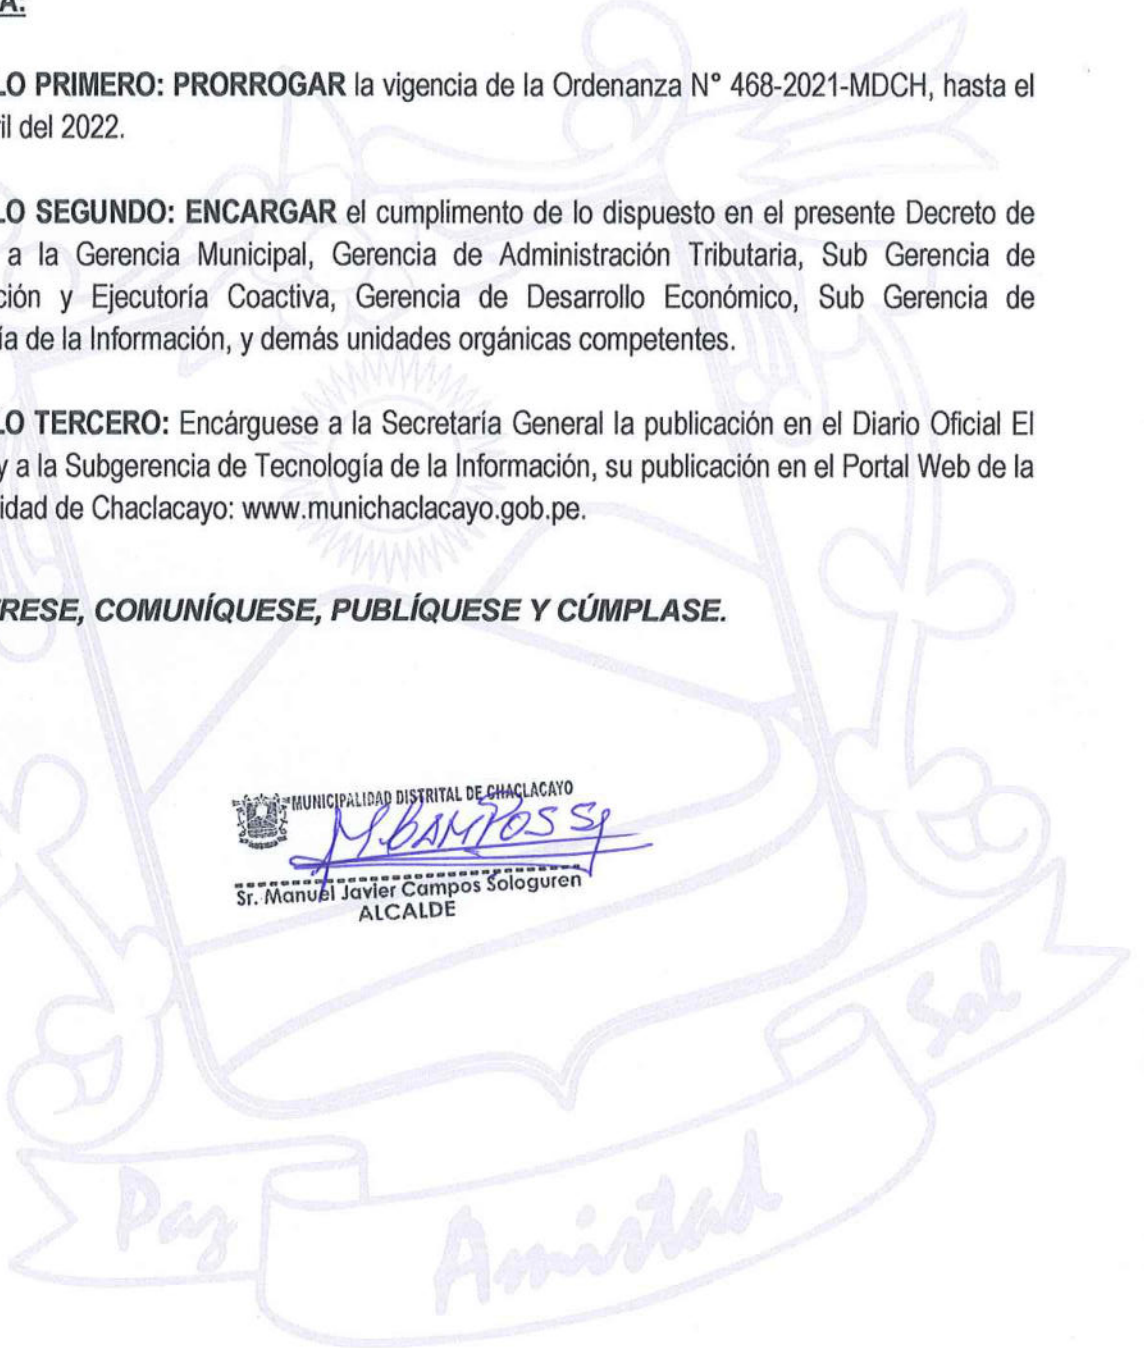 A:
LO PRIMERO: PRORROGAR la vigencia de la Ordenanza N° 468-2021-MDCH, hasta el
il del 2022.
LO SEGUNDO: ENCARGAR el cumplimento de lo dispuesto en el presente Decreto de
a la Gerencia Municipal, Gerencia de Administración Tributaria, Sub Gerencia de
ción y Ejecutoría Coactiva, Gerencia de Desarrollo Económico, Sub Gerencia de
ía de la Información, y demás unidades orgánicas competentes.
LO TERCERO: Encárguese a la Secretaría General la publicación en el Diario Oficial El
y a la Subgerencia de Tecnología de la Información, su publicación en el Portal Web de la
idad de Chaclacayo: www.munichaclacayo.gob.pe.
RESE, COMUNÍQUESE, PUBLÍQUESE Y CÚMPLASE.
MUNICIPALIDAD DISTRITAL DE CHACLACAYO
M. CAMPOS S
Sr. Manuel Javier Campos Sologuren
ALCALDE
Sol
Paz
Amistad